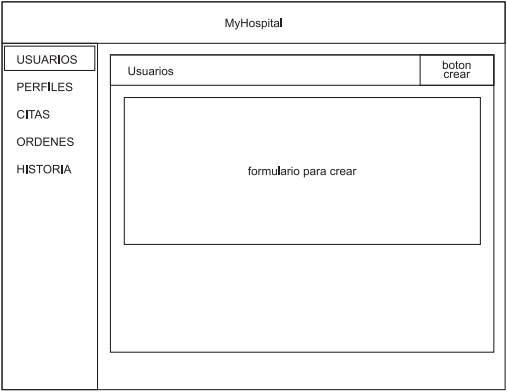 MyHospital
USUARIOS
PERFILES
CITAS
ORDENES
HISTORIA
Usuarios
boton
crear
formulario para crear